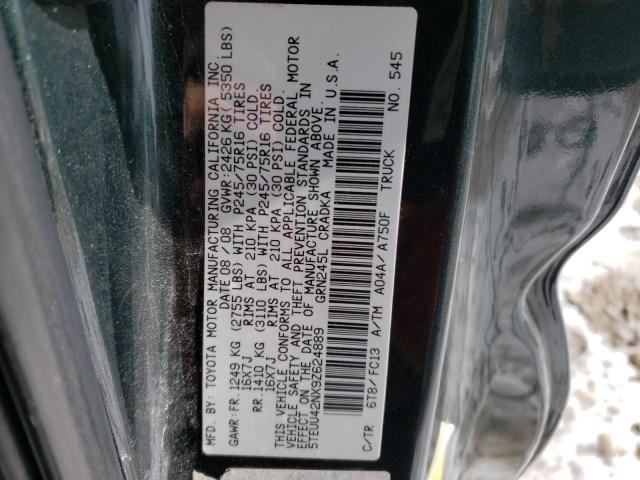 MFD. BY: TOYOTA MOTOR MANUFACTURING CALIFORNIA INC.
DATE 08/08 GVWR: 2426 KG( 5350 LBS)
GAWR: FR. 1249 KG (2755 LBS) WITH P245/75R16 TIRES
16X7J RIMS AT 210 KPA (30 PSI) COLD.
RR. 1410 KG (3110 LBS) WITH P245/75R16 TIRES
16X7J RIMS AT 210 KPA (30 PSI) COLD.
THIS VEHICLE CONFORMS TO ALL APPLICABLE FEDERAL MOTOR
VEHICLE SAFETY AND THEFT PREVENTION STANDARDS IN
EFFECT ON THE DATE OF MANUFACTURE SHOWN ABOVE.
5TEUU42NX9Z624889 GRN245L CRADKA MADE IN U.S.A.
C/TR 6T8/FC13 A/TM A04A/A750F TRUCK NO. 545